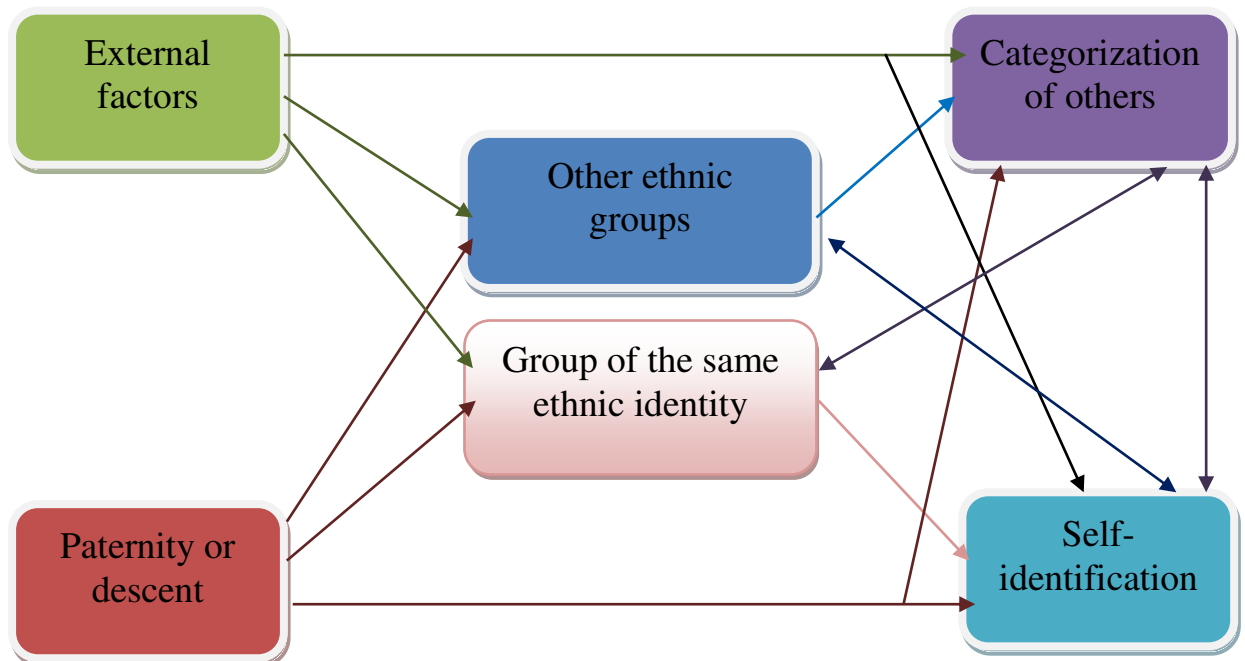 External
factors
Categorization
of others
Other ethnic
groups
Group of the same
ethnic identity
Paternity or
descent
Self-
identification